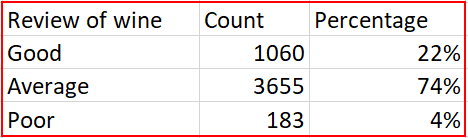 Review of wine Count Percentage
Good 1060 22%
Average 3655 74%
Poor 183 4%